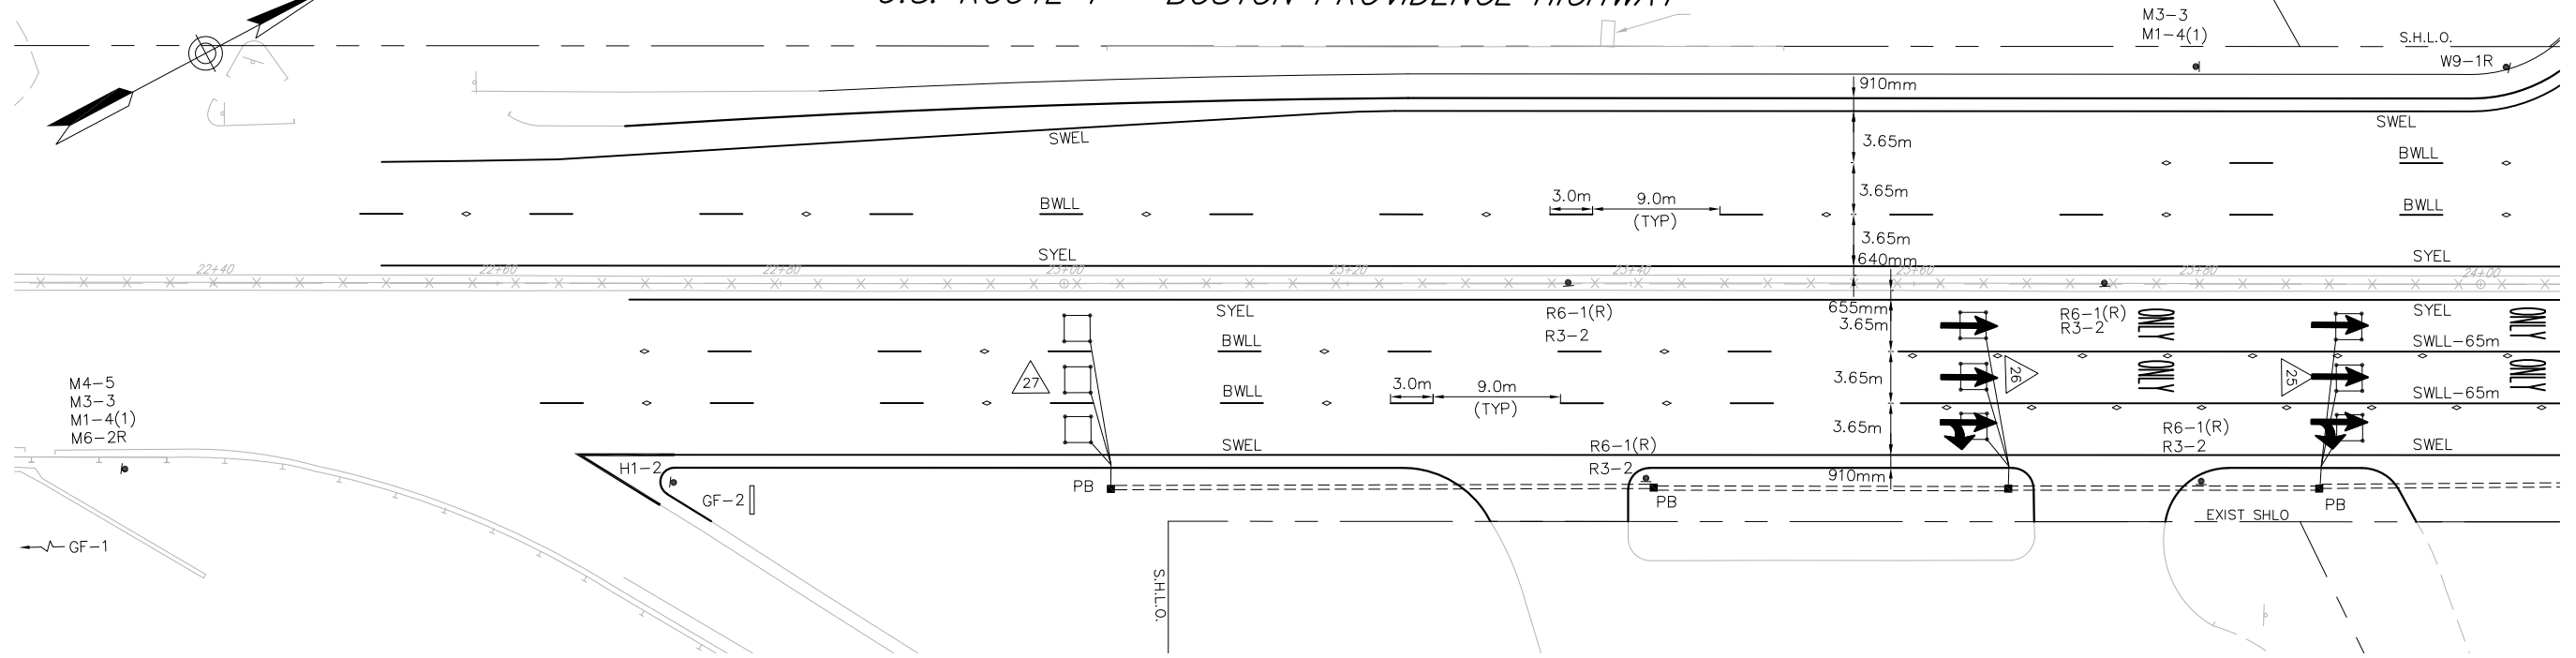 M3-3
M1-4(1)
S.H.L.O.
W9-1R
910mm
SWEL
SWEL
3.65m
BWLL
3.0m
9.0m
3.65m
BWLL
(TYP)
BWLL
3.65m
SYEL
SYEL
640mm
22+40
22+60
22+80
23+00
23+20
23+40
23+60
23+80
24+00
655mm
SYEL
R6-1(R)
R3-2
3.65m
R6-1(R)
R3-2
ONLY
SYEL
ONLY
BWLL
SWLL-65m
27
26
25
3.65m
ONLY
ONLY
M4-5
M3-3
M1-4(1)
M6-2R
BWLL
3.0m
9.0m
(TYP)
SWLL-65m
3.65m
R6-1(R)
R3-2
SWEL
R6-1(R)
R3-2
SWEL
H1-2
GF-2
PB
PB
910mm
PB
EXIST SHLO
GF-1
S.H.L.O.